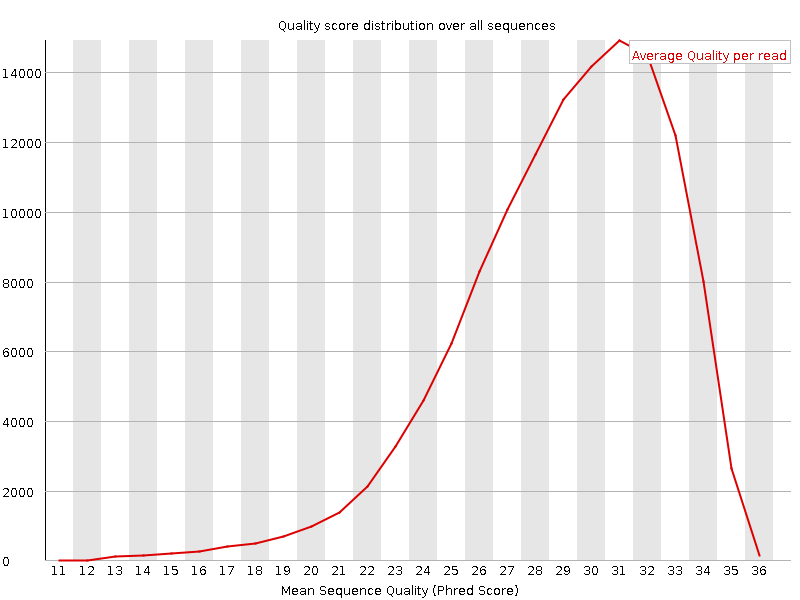 Quality score distribution over all sequences
Average Quality per read
14000
12000
10000
8000
6000
4000
2000
0
11 12 13 14 15 16 17 18 19 20 21 22 23 24 25 26 27 28 29 30 31 32 33 34 35 36
Mean Sequence Quality (Phred Score)